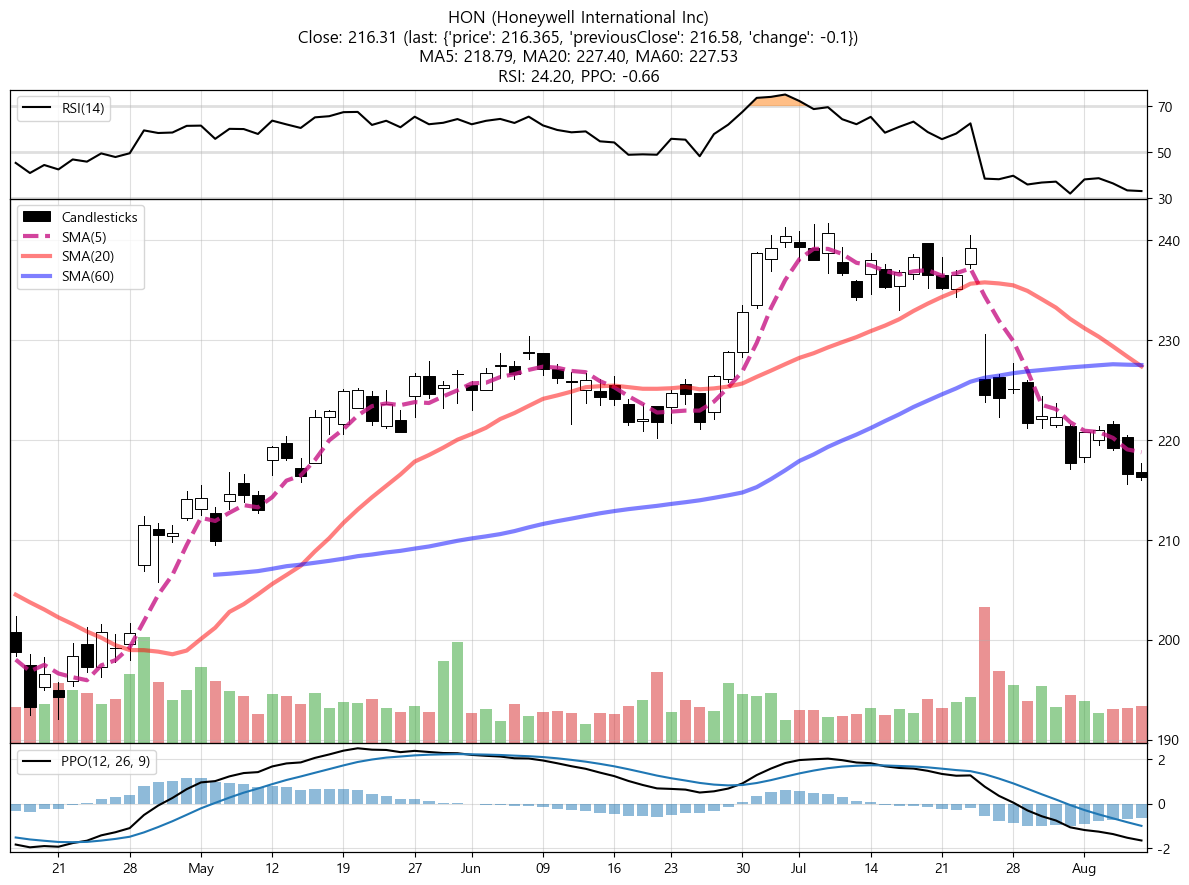 HON (Honeywell International Inc)
Close: 216.31 (last: {'price': 216.365, 'previousClose': 216.58, 'change': -0.1})
MA5: 218.79, MA20: 227.40, MA60: 227.53
RSI: 24.20, PPO: -0.66
RSI(14)
70
50
30
Candlesticks
SMA(5)
SMA(20)
SMA(60)
240
230
220
210
200
190
PPO(12, 26, 9)
2
0
-2
21 28 May 12 19 27 Jun 09 16 23 30 Jul 14 21 28 Aug